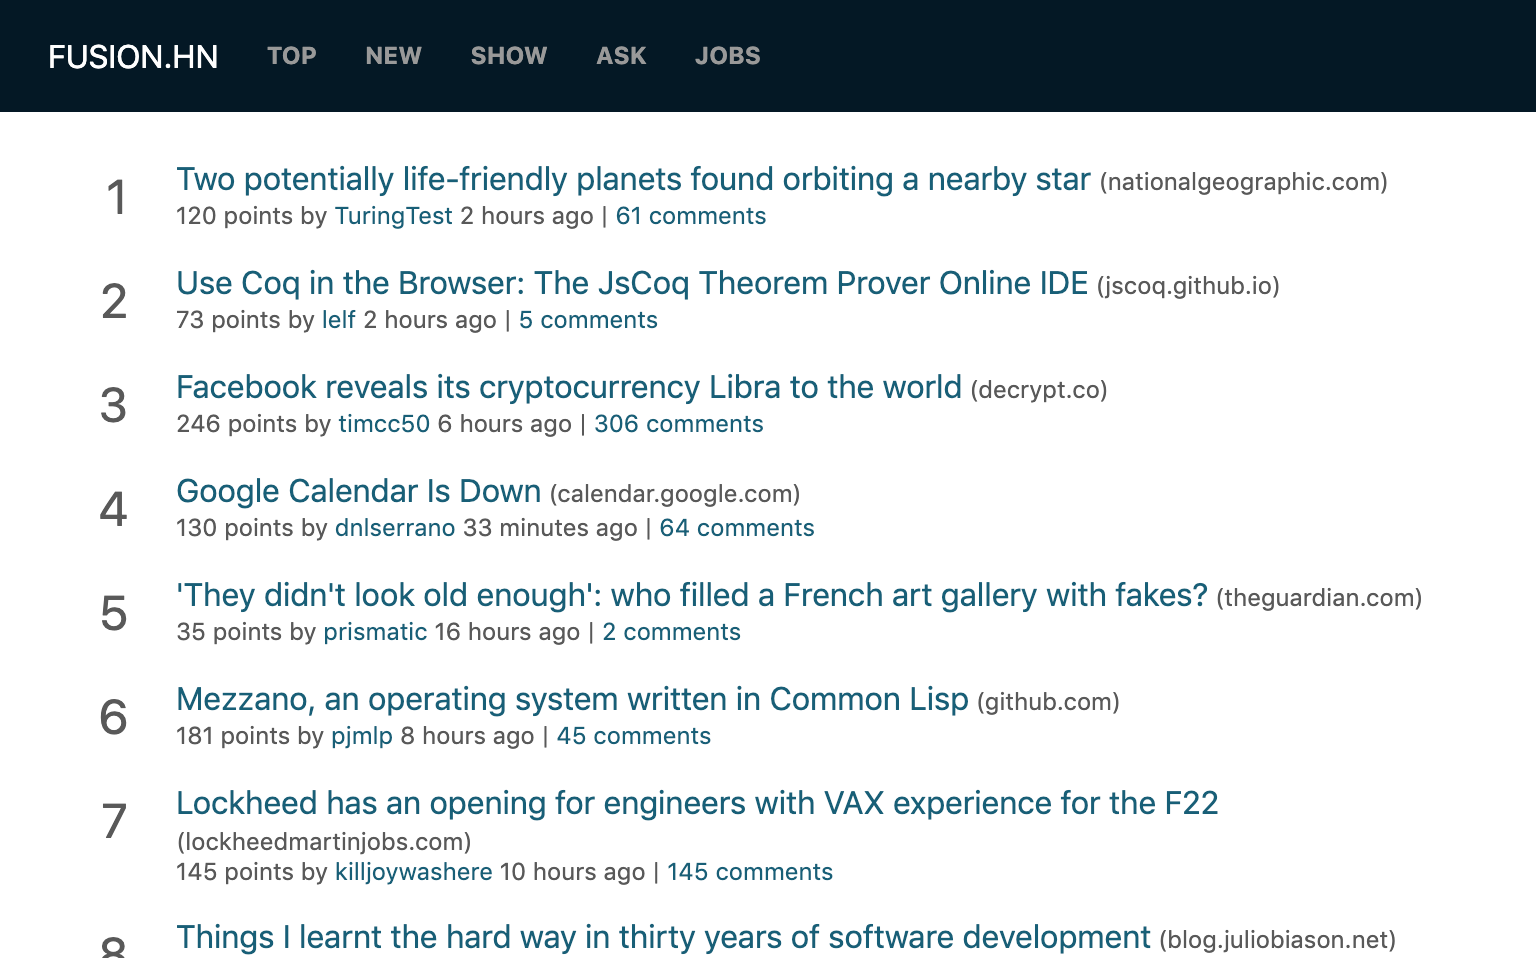 FUSION.HN TOP NEW SHOW ASK JOBS
1 Two potentially life-friendly planets found orbiting a nearby star (nationalgeographic.com)
120 points by TuringTest 2 hours ago | 61 comments
2 Use Coq in the Browser: The JsCoq Theorem Prover Online IDE (jscoq.github.io)
73 points by lelf 2 hours ago | 5 comments
3 Facebook reveals its cryptocurrency Libra to the world (decrypt.co)
246 points by timcc50 6 hours ago | 306 comments
4 Google Calendar Is Down (calendar.google.com)
130 points by dnlserrano 33 minutes ago | 64 comments
5 'They didn't look old enough': who filled a French art gallery with fakes? (theguardian.com)
35 points by prismatic 16 hours ago | 2 comments
6 Mezzano, an operating system written in Common Lisp (github.com)
181 points by pjmlp 8 hours ago | 45 comments
7 Lockheed has an opening for engineers with VAX experience for the F22
(lockheedmartinjobs.com)
145 points by killjoywashere 10 hours ago | 145 comments
8 Things I learnt the hard way in thirty years of software development (blog.juliobiason.net)